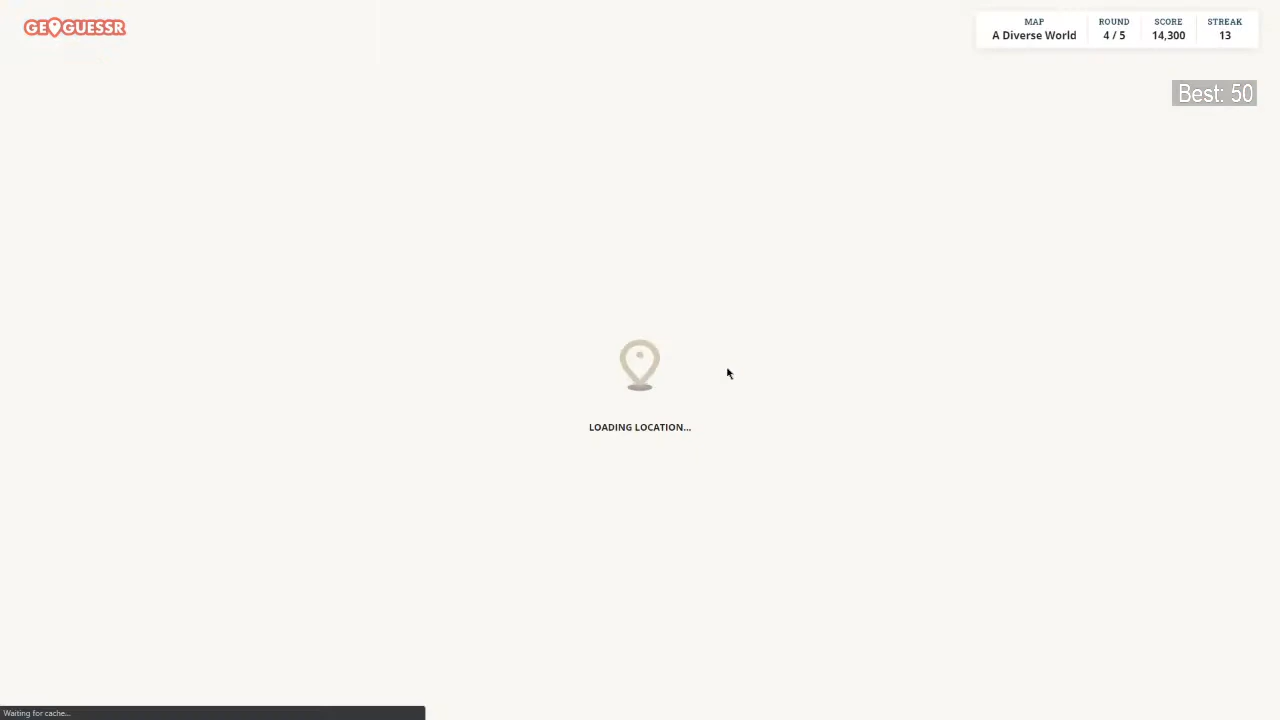 GEOGUESSR
MAP
A Diverse World
ROUND
4 / 5
SCORE
14,300
STREAK
13
Best: 50
LOADING LOCATION...
Waiting for cache...